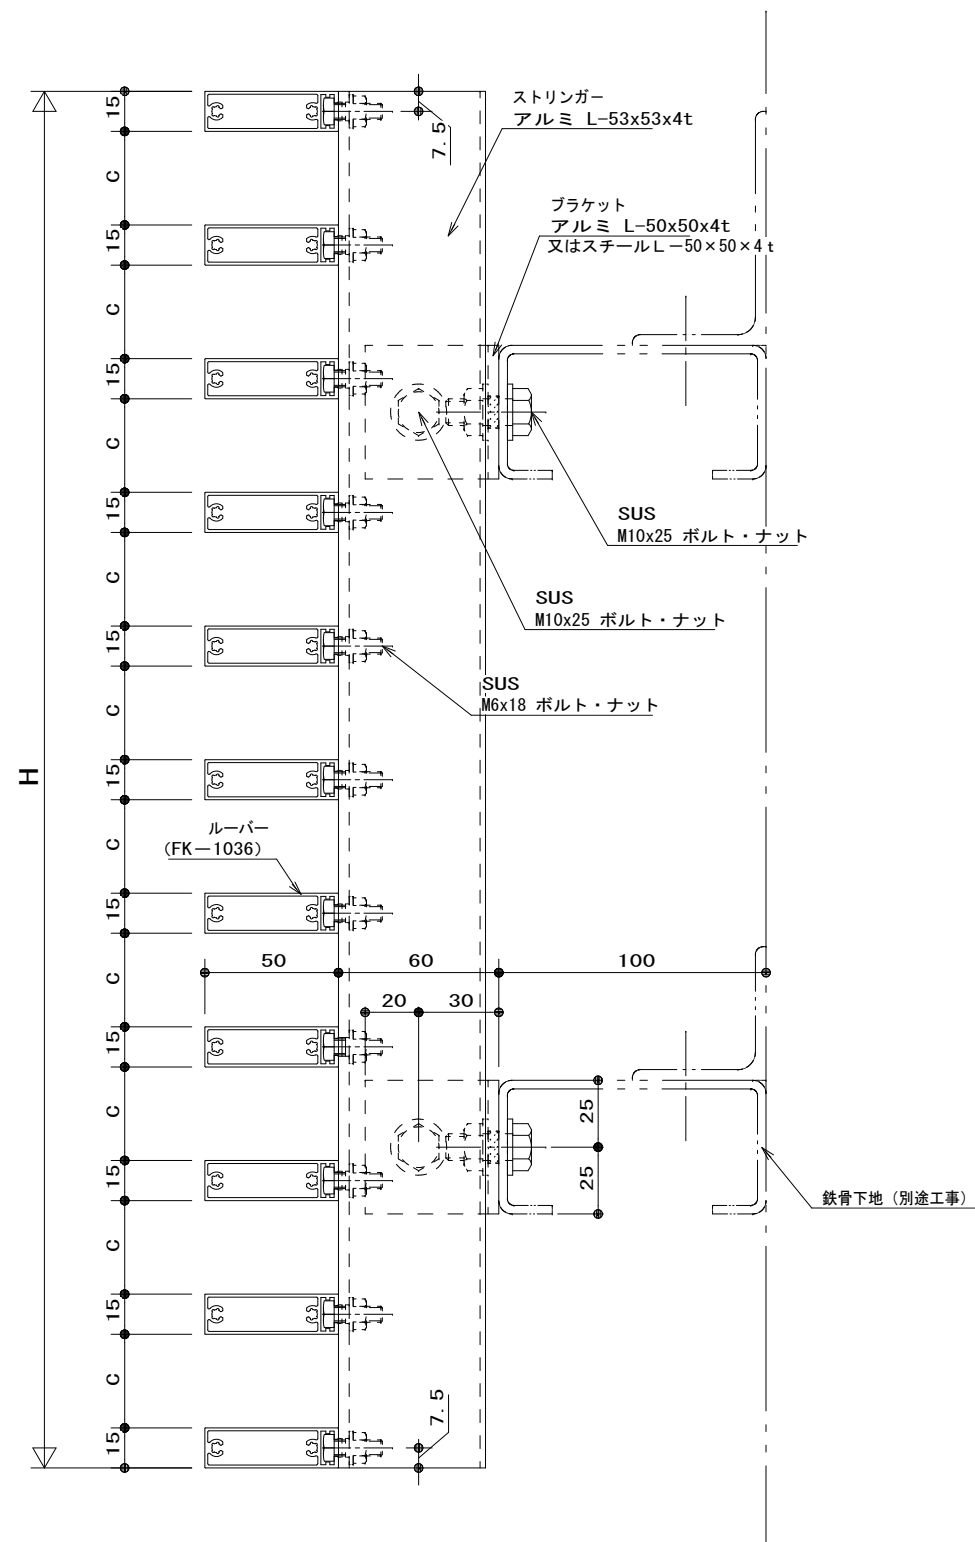 15
7.5
ストリンガー
アルミ L-53x53x4t
C
ブラケット
アルミ L-50x50x4t
又はスチールL-50×50×4t
15
C
15
C
15
SUS
M10x25 ボルト・ナット
C
SUS
M10x25 ボルト・ナット
15
SUS
M6x18 ボルト・ナット
C
H
15
ルーバー
(FK-1036)
C
15
50
60
100
C
20
30
15
C
25
25
15
鉄骨下地（別途工事）
C
15
C
7.5
15